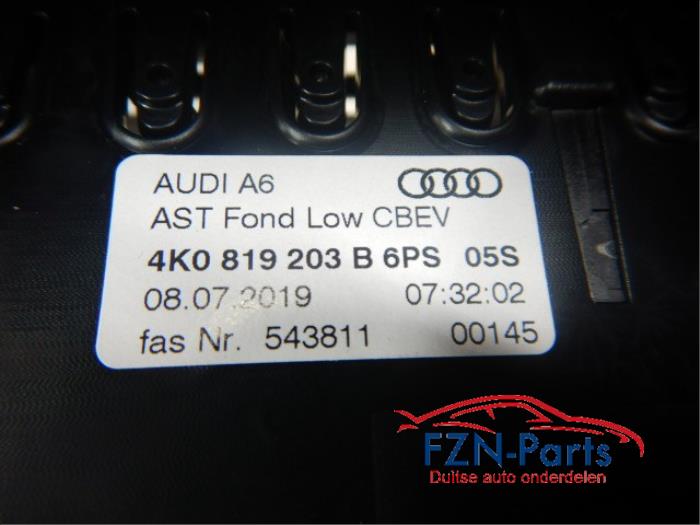 AUDI A6
AST Fond Low CBEV
4K0 819 203 B 6PS 05S
08.07.2019 07:32:02
fas Nr. 543811 00145
FZN-Parts
Duitse auto onderdelen